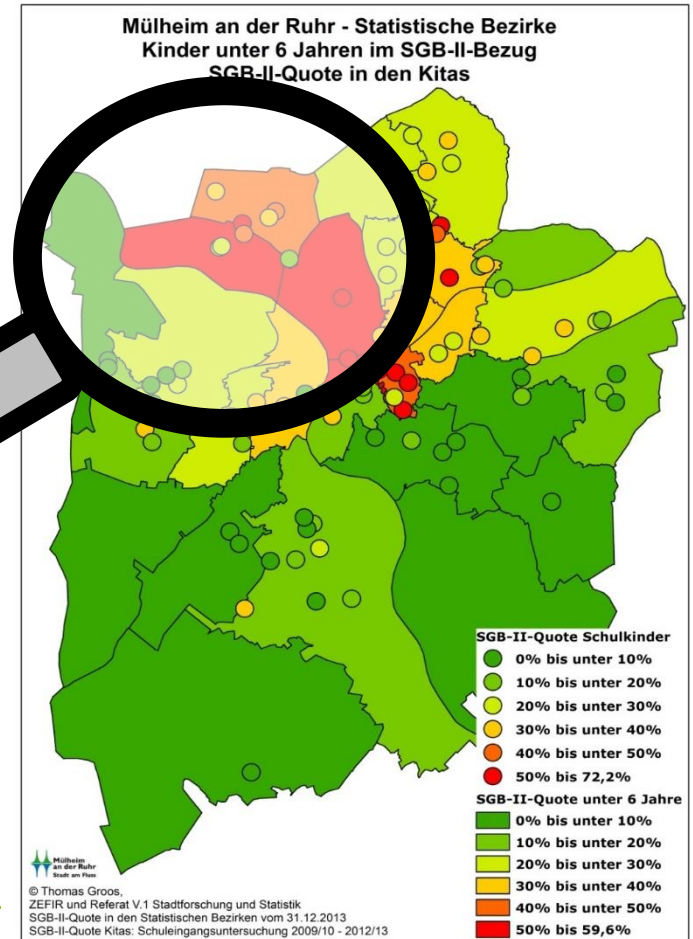 Mülheim an der Ruhr - Statistische Bezirke
Kinder unter 6 Jahren im SGB-II-Bezug
SGB-II-Quote in den Kitas
SGB-II-Quote Schulkinder
0% bis unter 10%
10% bis unter 20%
20% bis unter 30%
30% bis unter 40%
40% bis unter 50%
50% bis 72,2%
SGB-II-Quote unter 6 Jahre
0% bis unter 10%
10% bis unter 20%
20% bis unter 30%
30% bis unter 40%
40% bis unter 50%
50% bis 59,6%
Mülheim
an der Ruhr
Stadt am Fluss
© Thomas Groos,
ZEFIR und Referat V.1 Stadtforschung und Statistik
SGB-II-Quote in den Statistischen Bezirken vom 31.12.2013
SGB-II-Quote Kitas: Schuleingangsuntersuchung 2009/10 - 2012/13